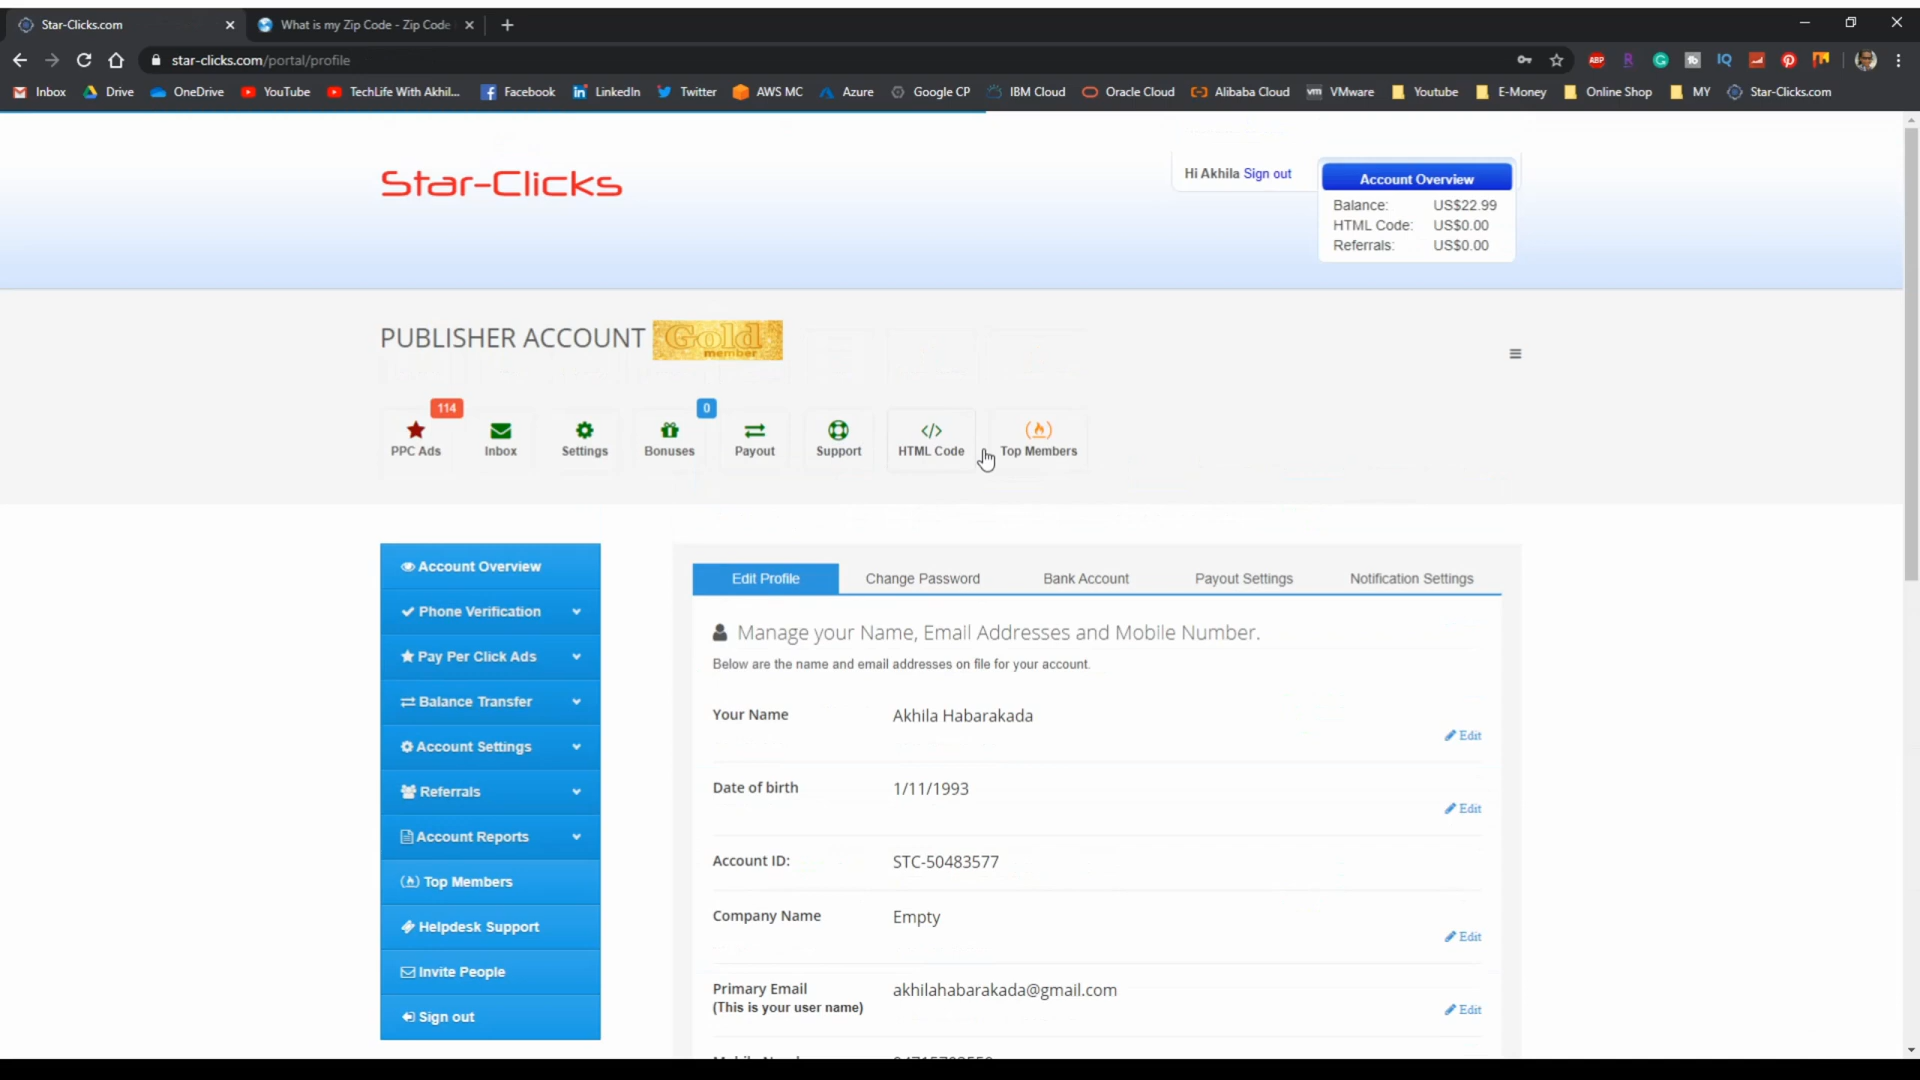 Star-Clicks.com
What is my Zip Code - Zip Code
star-clicks.com/portal/profile
ABP
IQ
Inbox
Drive
OneDrive
YouTube
TechLife With Akhil...
Facebook
LinkedIn
Twitter
AWS MC
Azure
Google CP
IBM Cloud
Oracle Cloud
Alibaba Cloud
vm VMware
Youtube
E-Money
Online Shop
MY
Star-Clicks.com
Star-Clicks
Hi Akhila Sign out
Account Overview
Balance: US$22.99
HTML Code: US$0.00
Referrals: US$0.00
PUBLISHER ACCOUNT
Gold
member
114
0
PPC Ads
Inbox
Settings
Bonuses
Payout
Support
HTML Code
Top Members
Account Overview
Phone Verification
Pay Per Click Ads
Balance Transfer
Account Settings
Referrals
Account Reports
Top Members
Helpdesk Support
Invite People
Sign out
Edit Profile
Change Password
Bank Account
Payout Settings
Notification Settings
Manage your Name, Email Addresses and Mobile Number.
Below are the name and email addresses on file for your account.
Your Name Akhila Habarakada
Edit
Date of birth 1/11/1993
Edit
Account ID: STC-50483577
Company Name Empty
Edit
Primary Email akhilahabarakada@gmail.com
(This is your user name)
Edit